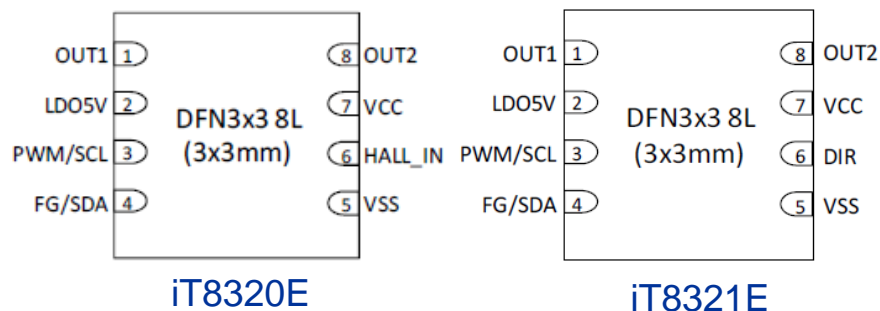 OUT1 1 8 OUT2
LDO5V 2 7 VCC
DFN3x3 8L
PWM/SCL 3 (3x3mm) 6 HALL_IN
FG/SDA 4 5 VSS
iT8320E
OUT1 1 8 OUT2
LDO5V 2 7 VCC
DFN3x3 8L
PWM/SCL 3 (3x3mm) 6 DIR
FG/SDA 4 5 VSS
iT8321E